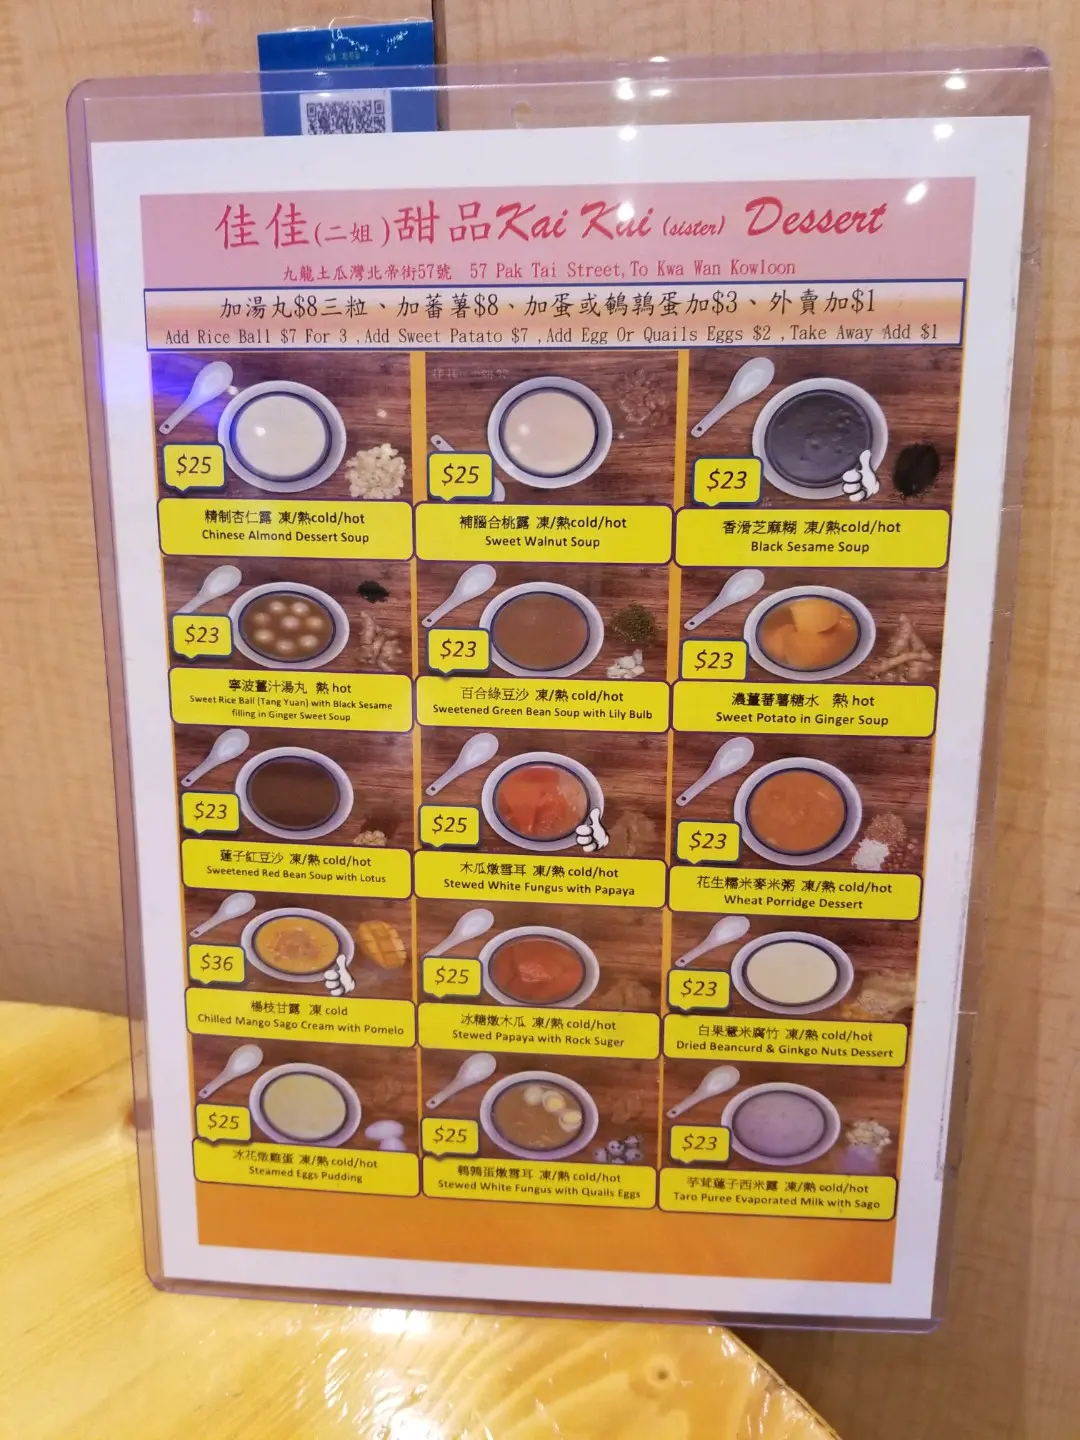 佳佳(二姐)甜品Kai Kui (sister) Dessert
九龍土瓜灣北帝街57號 57 Pak Tai Street,To Kwa Wan Kowloon
加湯丸$8三粒、加蕃薯$8、加蛋或鵪鶉蛋加$3、外賣加$1
Add Rice Ball $7 For 3 ,Add Sweet Patato $7 ,Add Egg Or Quails Eggs $2 ,Take Away Add $1
$25
精制杏仁露 凍/熱cold/hot
Chinese Almond Dessert Soup
$25
補腦合桃露 凍/熱cold/hot
Sweet Walnut Soup
$23
香滑芝麻糊 凍/熱cold/hot
Black Sesame Soup
$23
寧波薑汁湯丸 熱 hot
Sweet Rice Ball (Tang Yuan) with Black Sesame
filling in Ginger Sweet Soup
$23
百合綠豆沙 凍/熱 cold/hot
Sweetened Green Bean Soup with Lily Bulb
$23
濃薑蕃薯糖水 熱 hot
Sweet Potato in Ginger Soup
$23
蓮子紅豆沙 凍/熱 cold/hot
Sweetened Red Bean Soup with Lotus
$25
木瓜燉雪耳 凍/熱 cold/hot
Stewed White Fungus with Papaya
$23
花生糯米麥米粥 凍/熱 cold/hot
Wheat Porridge Dessert
$36
楊枝甘露 凍 cold
Chilled Mango Sago Cream with Pomelo
$25
冰糖燉木瓜 凍/熱 cold/hot
Stewed Papaya with Rock Suger
$23
白果薏米腐竹 凍/熱 cold/hot
Dried Beancurd & Ginkgo Nuts Dessert
$25
冰花燉雞蛋 凍/熱 cold/hot
Steamed Eggs Pudding
$25
鵪鶉蛋燉雪耳 凍/熱 cold/hot
Stewed White Fungus with Quails Eggs
$23
芋茸蓮子西米露 凍/熱 cold/hot
Taro Puree Evaporated Milk with Sago